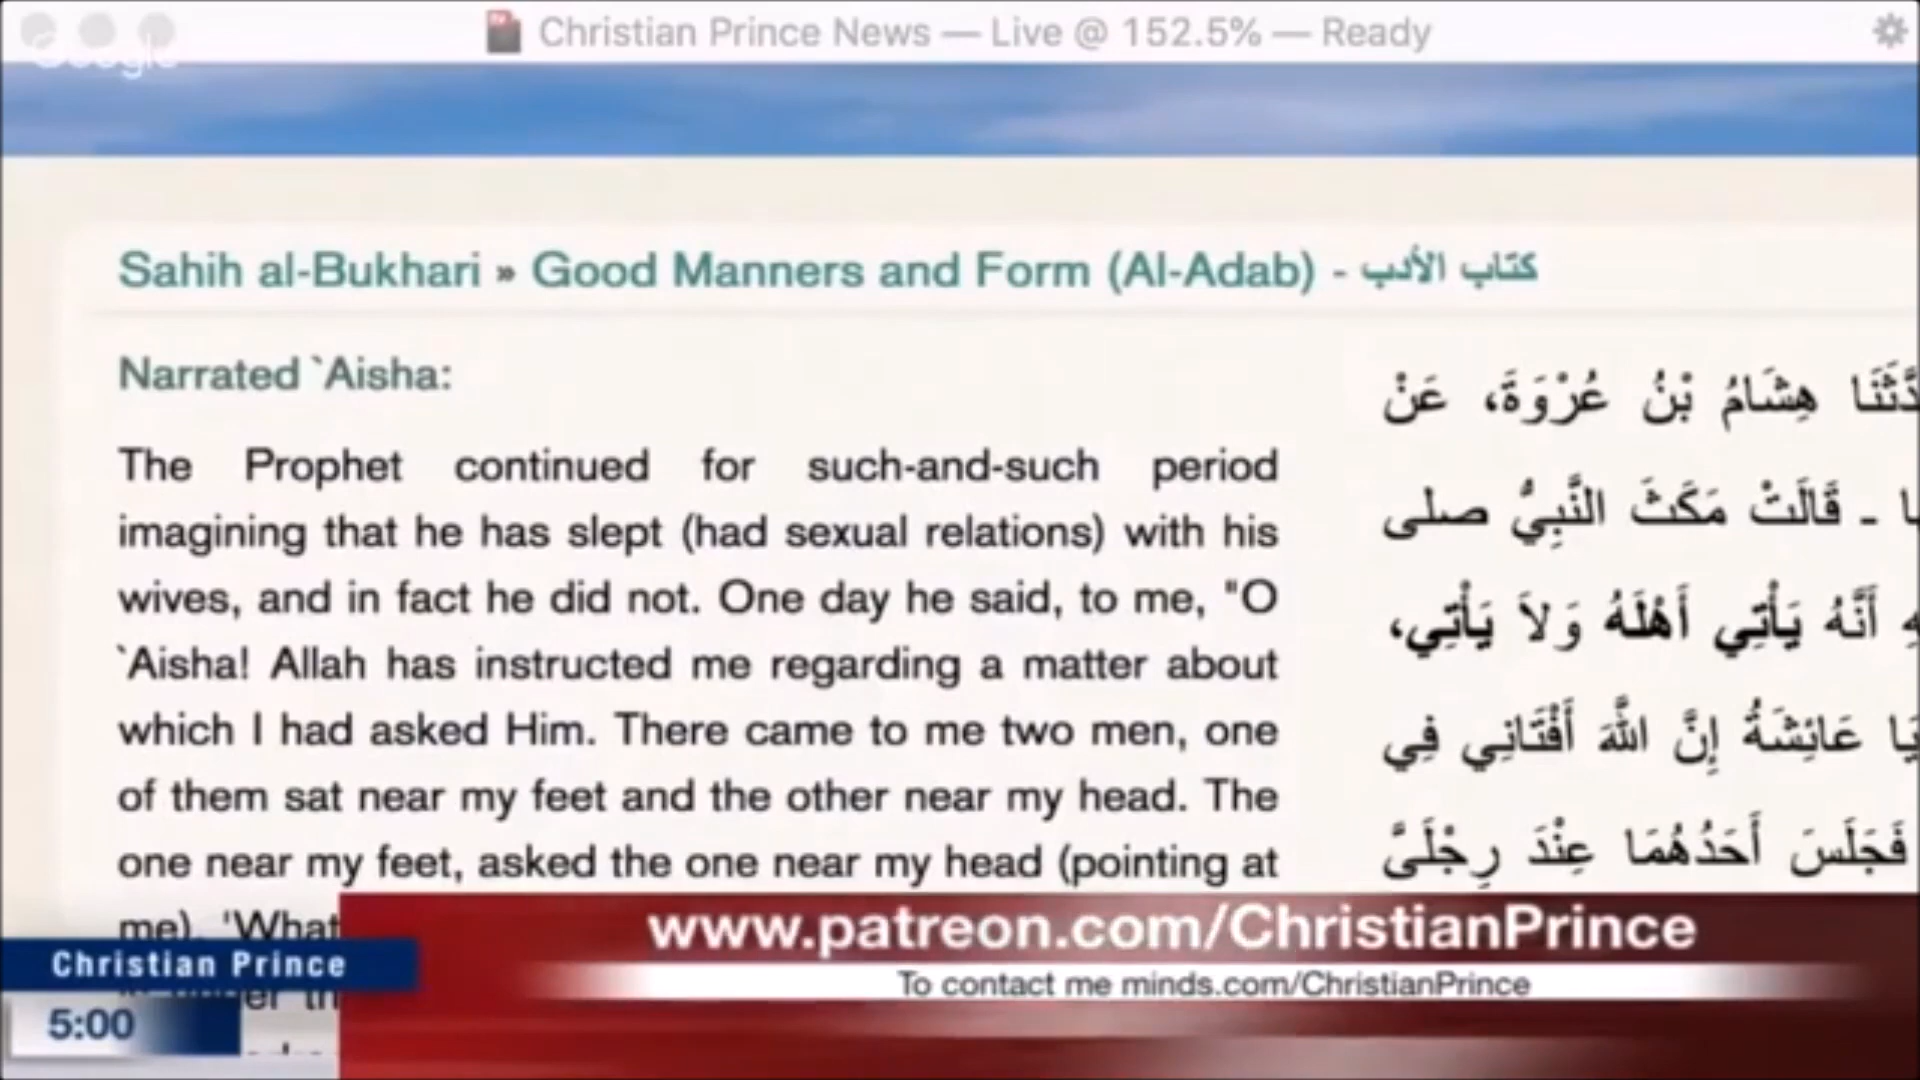 Christian Prince News — Live @ 152.5% — Ready
Google
Sahih al-Bukhari » Good Manners and Form (Al-Adab) - كتاب الأدب
Narrated `Aisha:
The Prophet continued for such-and-such period
imagining that he has slept (had sexual relations) with his
wives, and in fact he did not. One day he said, to me, "O
`Aisha! Allah has instructed me regarding a matter about
which I had asked Him. There came to me two men, one
of them sat near my feet and the other near my head. The
one near my feet, asked the one near my head (pointing at
me), 'What
هِشَامُ بْنُ عُرْوَةَ، عَنْ
ـ قَالَتْ مَكَثَ النَّبِيُّ صلى
أَنَّهُ يَأْتِي أَهْلَهُ وَلاَ يَأْتِي،
يَا عَائِشَةُ إِنَّ اللَّهَ أَفْتَانِي فِي
فَجَلَسَ أَحَدُهُمَا عِنْدَ رِجْلَىَّ
www.patreon.com/ChristianPrince
To contact me minds.com/ChristianPrince
Christian Prince
5:00